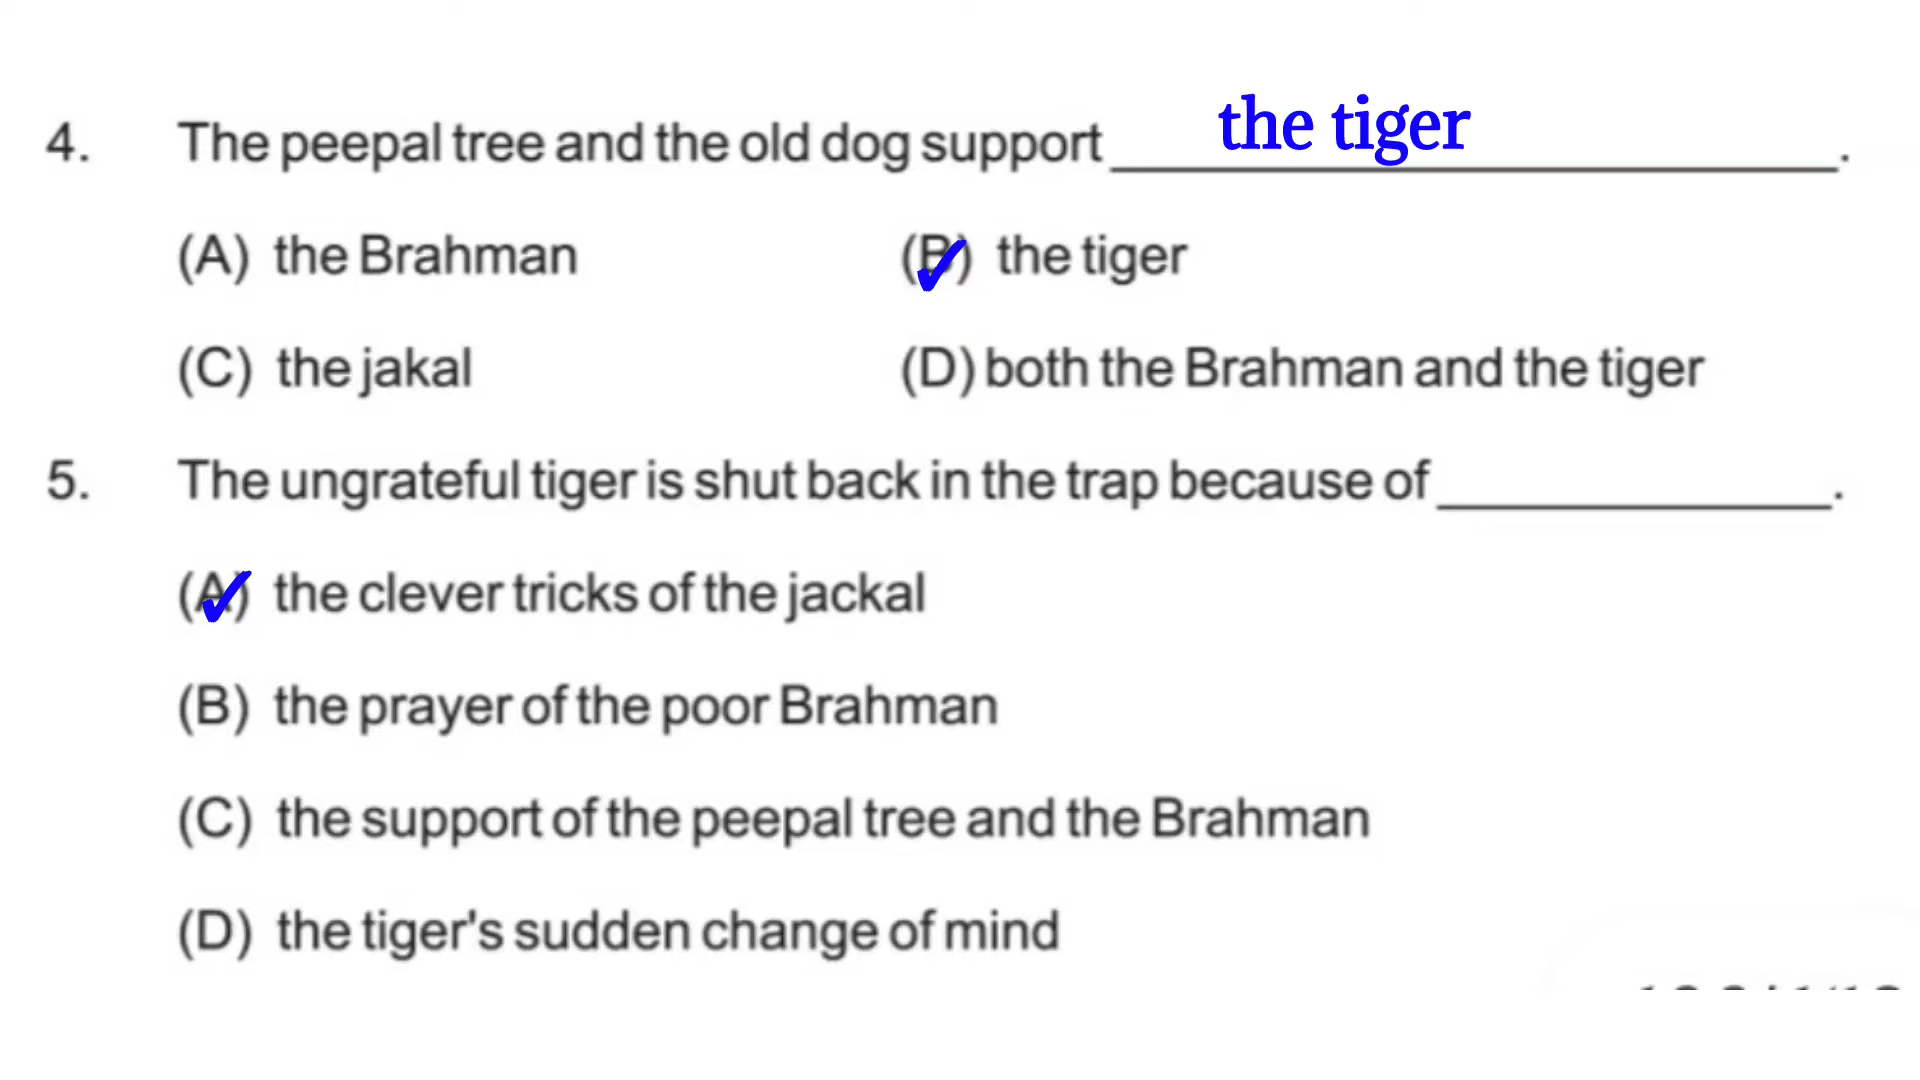 4. The peepal tree and the old dog support the tiger.
(A) the Brahman (B) the tiger
(C) the jakal (D) both the Brahman and the tiger
5. The ungrateful tiger is shut back in the trap because of ____________.
(A) the clever tricks of the jackal
(B) the prayer of the poor Brahman
(C) the support of the peepal tree and the Brahman
(D) the tiger's sudden change of mind